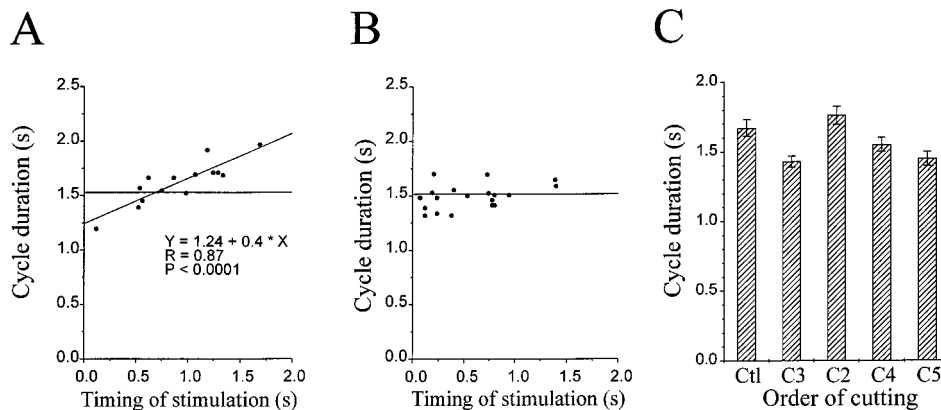 A
B
C
Cycle duration (s)
2.5
2.0
1.5
1.0
0.5
0.0
Y = 1.24 + 0.4 * X
R = 0.87
P < 0.0001
0.0 0.5 1.0 1.5 2.0
Timing of stimulation (s)
Cycle duration (s)
2.5
2.0
1.5
1.0
0.5
0.0
0.0 0.5 1.0 1.5 2.0
Timing of stimulation (s)
Cycle duration (s)
2.0
1.5
1.0
0.5
0.0
Ctl C3 C2 C4 C5
Order of cutting